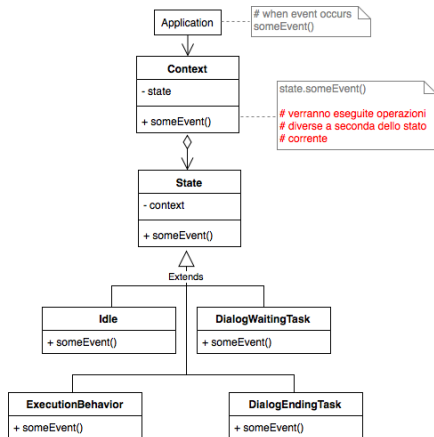 Application
# when event occurs
someEvent()
Context
- state
+ someEvent()
state.someEvent()
# verranno eseguite operazioni
# diverse a seconda dello stato
# corrente
State
- context
+ someEvent()
Extends
Idle
+ someEvent()
DialogWaitingTask
+ someEvent()
ExecutionBehavior
+ someEvent()
DialogEndingTask
+ someEvent()